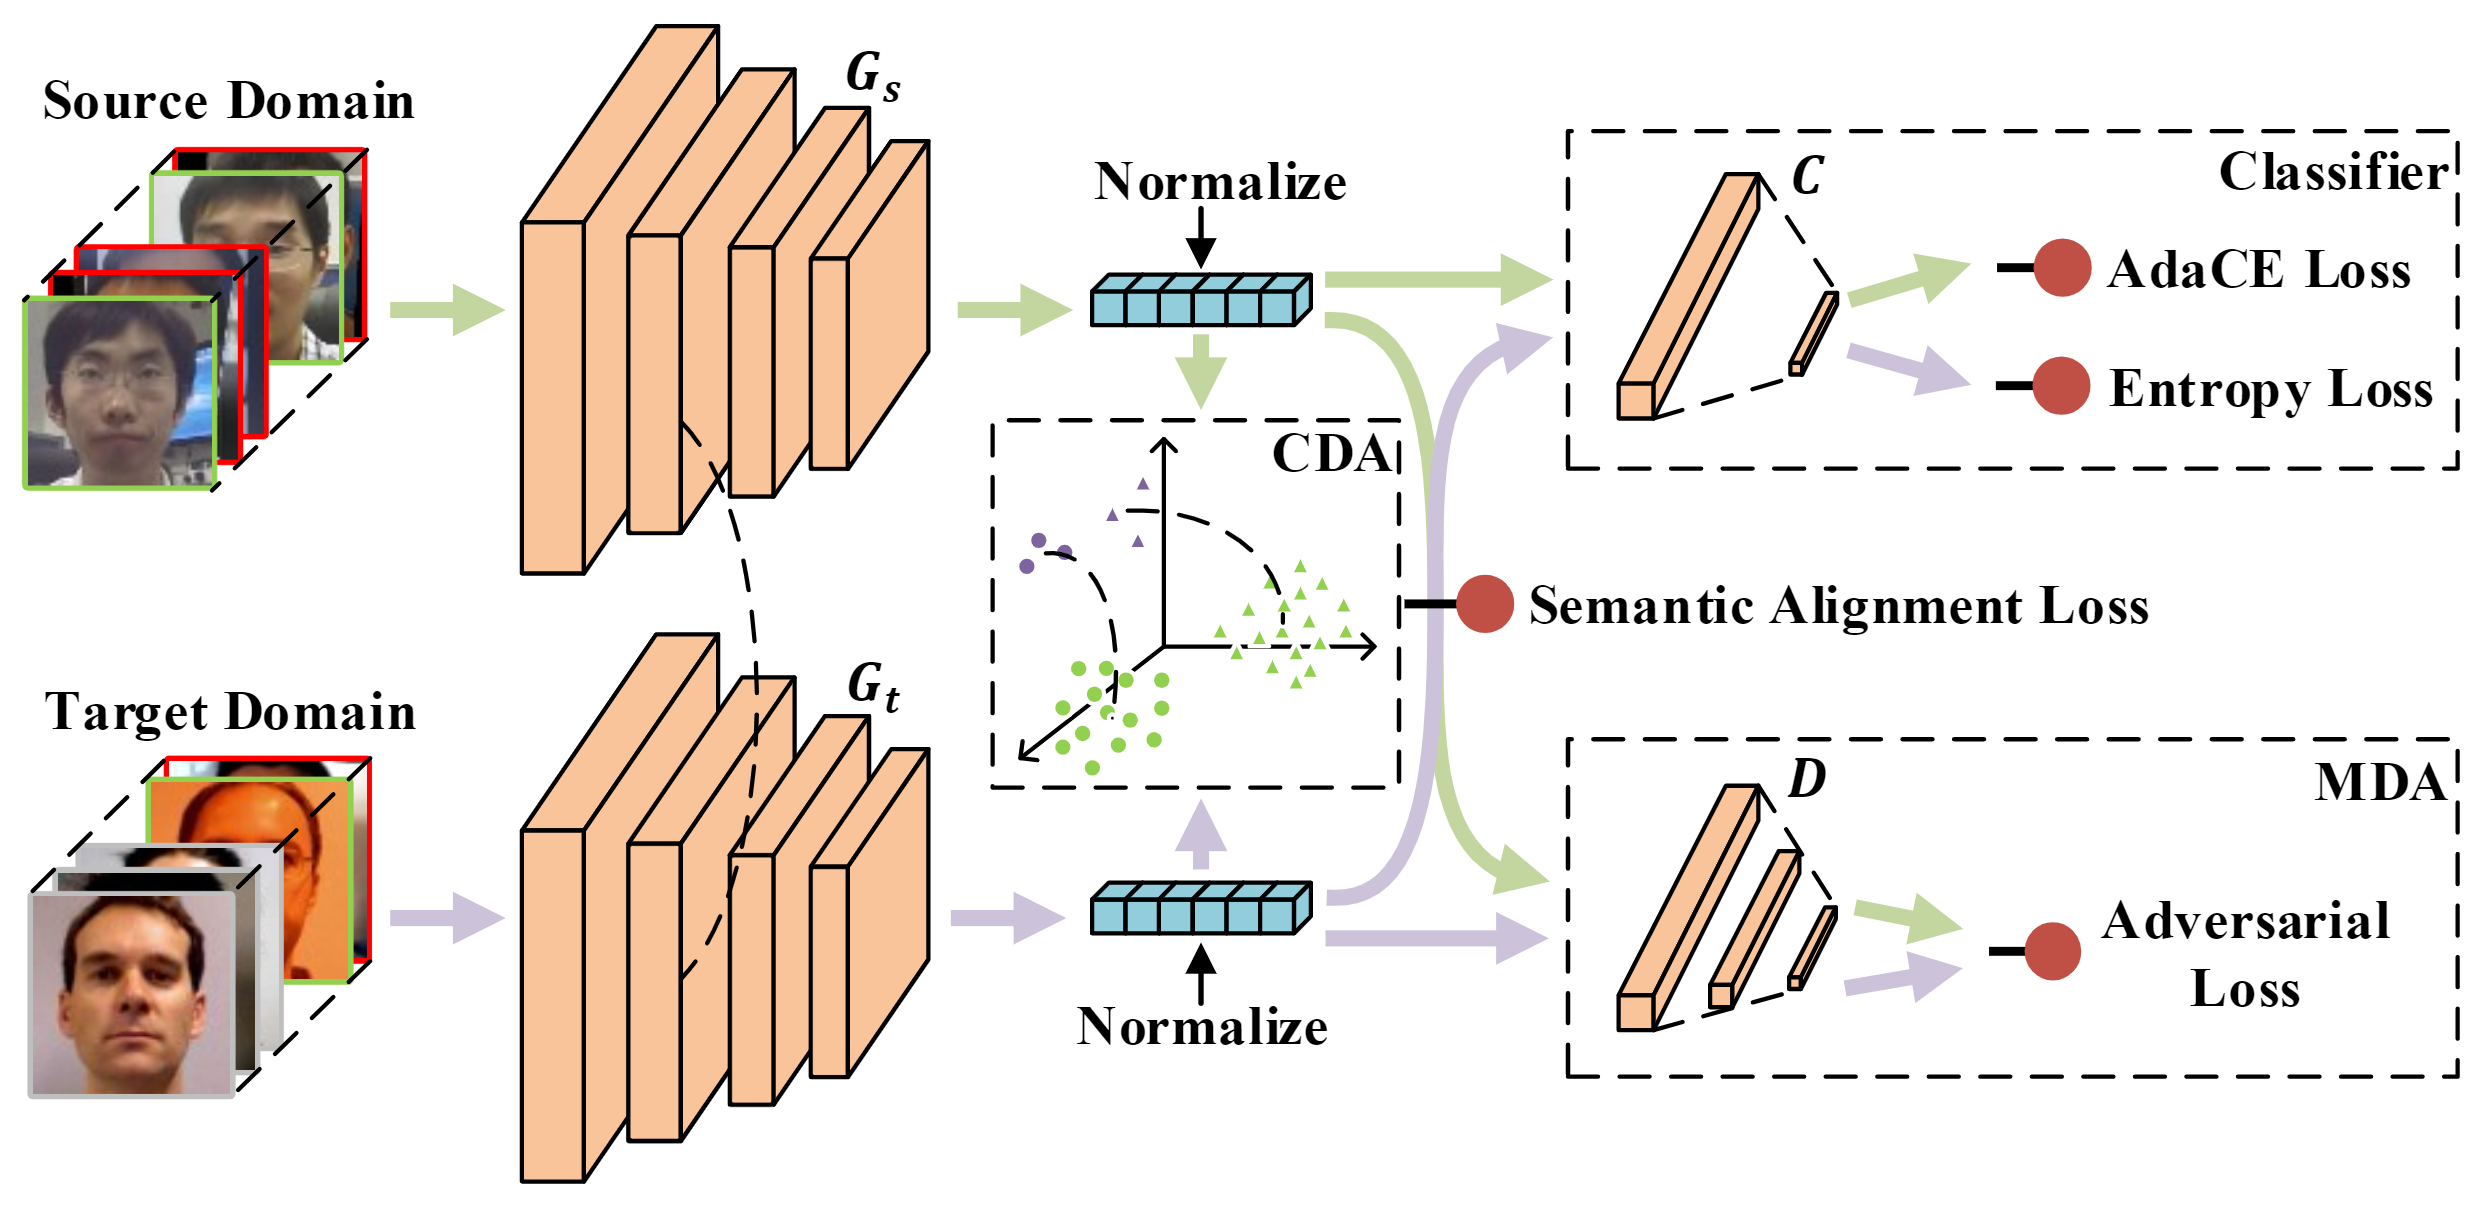 Source Domain
G_s
Normalize
C
Classifier
AdaCE Loss
Entropy Loss
CDA
Semantic Alignment Loss
Target Domain
G_t
Normalize
D
MDA
Adversarial
Loss